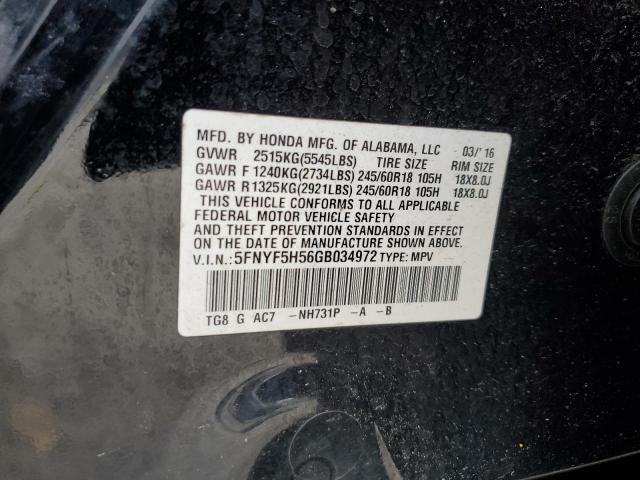 MFD. BY HONDA MFG. OF ALABAMA, LLC 03/'16
GVWR 2515KG(5545LBS) TIRE SIZE RIM SIZE
GAWR F 1240KG(2734LBS) 245/60R18 105H 18X8.0J
GAWR R1325KG(2921LBS) 245/60R18 105H 18X8.0J
THIS VEHICLE CONFORMS TO ALL APPLICABLE
FEDERAL MOTOR VEHICLE SAFETY
AND THEFT PREVENTION STANDARDS IN EFFECT
ON THE DATE OF MANUFACTURE SHOWN ABOVE.
V.I.N.: 5FNYF5H56GB034972 TYPE: MPV
TG8 G AC7 -NH731P -A -B